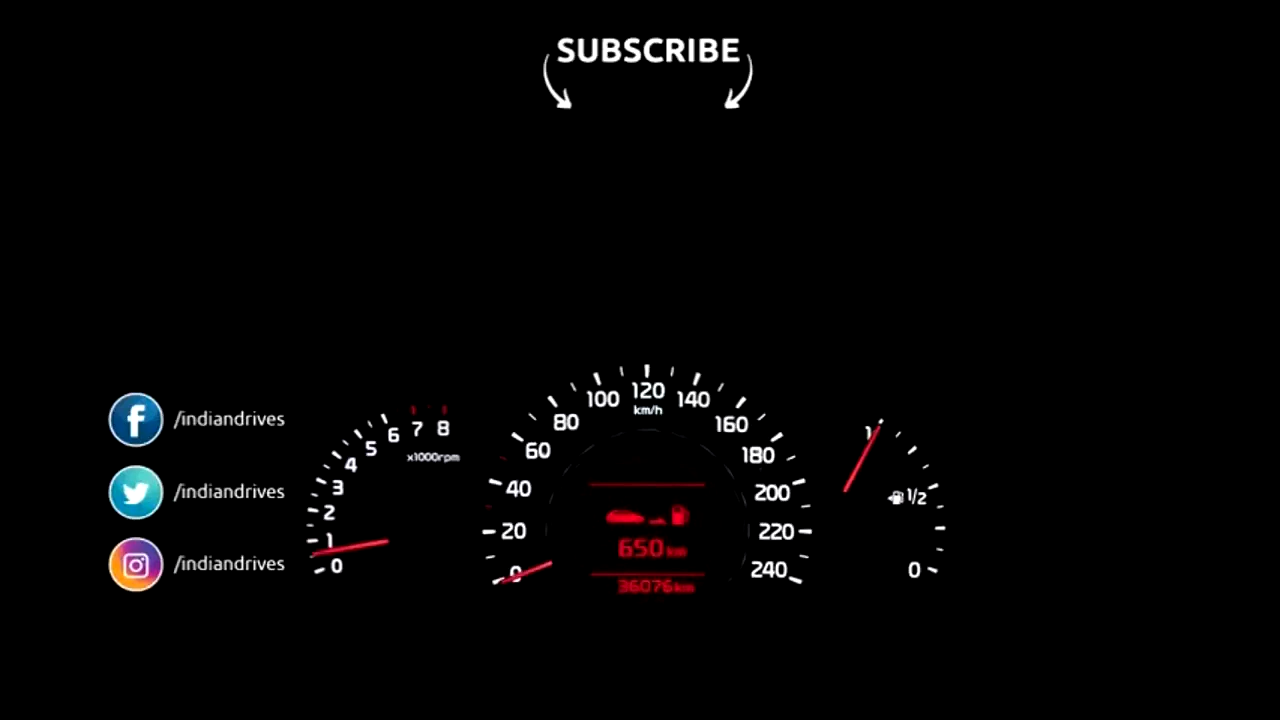 SUBSCRIBE
/indiandrives
/indiandrives
/indiandrives
0 1 2 3 4 5 6 7 8
x1000rpm
0 20 40 60 80 100 120 140 160 180 200 220 240
km/h
650 km
36076 km
1
1/2
0